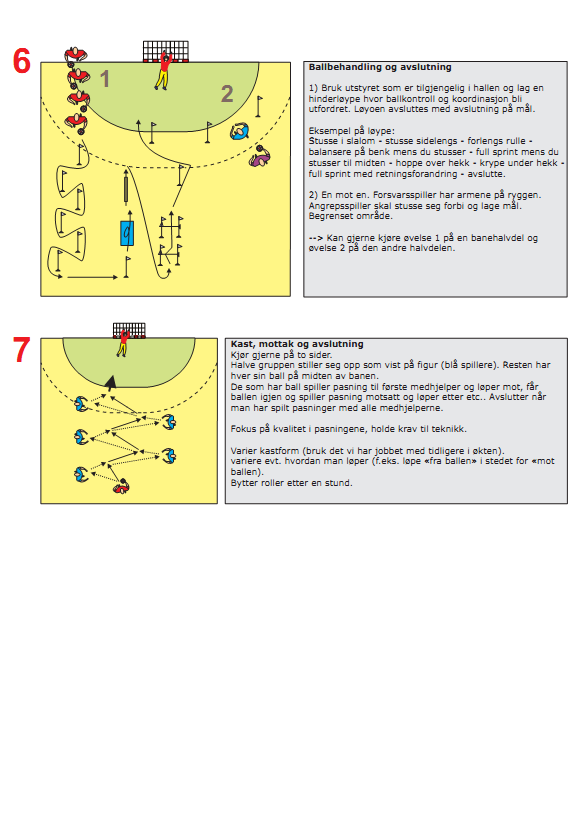 6
1
2
Ballbehandling og avslutning
1) Bruk utstyret som er tilgjengelig i hallen og lag en
hinderløype hvor ballkontroll og koordinasjon bli
utfordret. Løyoen avsluttes med avslutning på mål.
Eksempel på løype:
Stusse i slalom - stusse sidelengs - forlengs rulle -
balansere på benk mens du stusser - full sprint mens du
stusser til midten - hoppe over hekk - krype under hekk -
full sprint med retningsforandring - avslutte.
2) En mot en. Forsvarsspiller har armene på ryggen.
Angrepsspiller skal stusse seg forbi og lage mål.
Begrenset område.
--> Kan gjerne kjøre øvelse 1 på en banehalvdel og
øvelse 2 på den andre halvdelen.
7
Kast, mottak og avslutning
Kjør gjerne på to sider.
Halve gruppen stiller seg opp som vist på figur (blå spillere). Resten har
hver sin ball på midten av banen.
De som har ball spiller pasning til første medhjelper og løper mot, får
ballen igjen og spiller pasning motsatt og løper etter etc.. Avslutter når
man har spilt pasninger med alle medhjelperne.
Fokus på kvalitet i pasningene, holde krav til teknikk.
Varier kastform (bruk det vi har jobbet med tidligere i økten).
variere evt. hvordan man løper (f.eks. løpe «fra ballen» i stedet for «mot
ballen).
Bytter roller etter en stund.